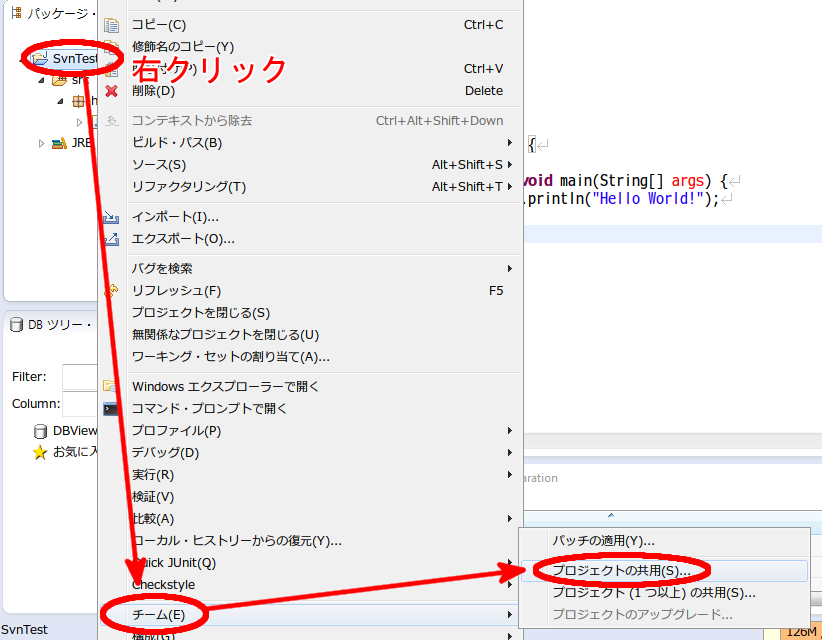 パッケージ・
SvnTest
src
JRE
右クリック
コピー(C) Ctrl+C
修飾名のコピー(Y)
Ctrl+V
削除(D) Delete
コンテキストから除去 Ctrl+Alt+Shift+Down
ビルド・パス(B)
ソース(S) Alt+Shift+S
リファクタリング(T) Alt+Shift+T
インポート(I)...
エクスポート(O)...
バグを検索
リフレッシュ(F) F5
プロジェクトを閉じる(S)
無関係なプロジェクトを閉じる(U)
ワーキング・セットの割り当て(A)...
Windows エクスプローラーで開く
コマンド・プロンプトで開く
プロファイル(P)
デバッグ(D)
実行(R)
検証(V)
比較(A)
ローカル・ヒストリーからの復元(Y)...
Quick JUnit(Q)
Checkstyle
チーム(E)
構成(G)
{
void main(String[] args) {
.println("Hello World!");
DB ツリー・
Filter:
Column:
DBView
お気に入
aration
パッチの適用(Y)...
プロジェクトの共用(S)...
プロジェクト (1 つ以上) の共用(S)...
プロジェクトのアップグレード...
SvnTest
126M